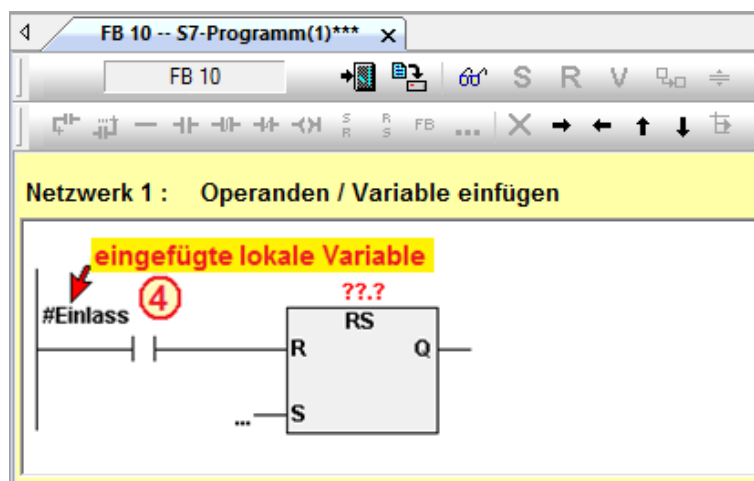 FB 10 -- S7-Programm(1)*** x
FB 10 S R V
S R R S FB ...
Netzwerk 1 : Operanden / Variable einfügen
eingefügte lokale Variable
4
??.?
#Einlass
RS
R Q
... S